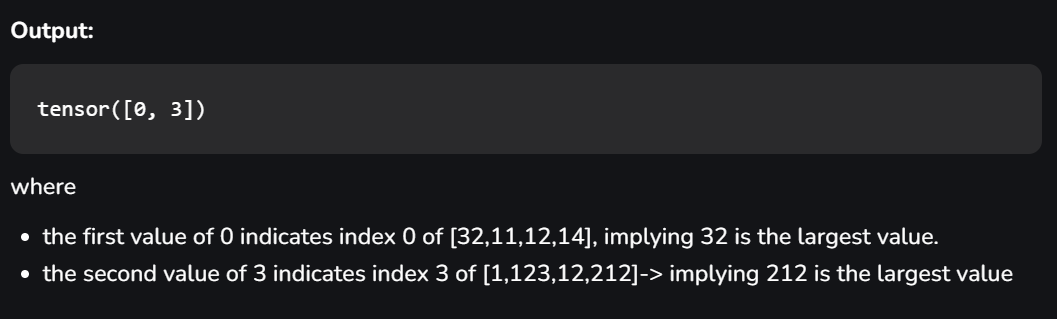 Output:
tensor([0, 3])
where
• the first value of 0 indicates index 0 of [32,11,12,14], implying 32 is the largest value.
• the second value of 3 indicates index 3 of [1,123,12,212]-> implying 212 is the largest value